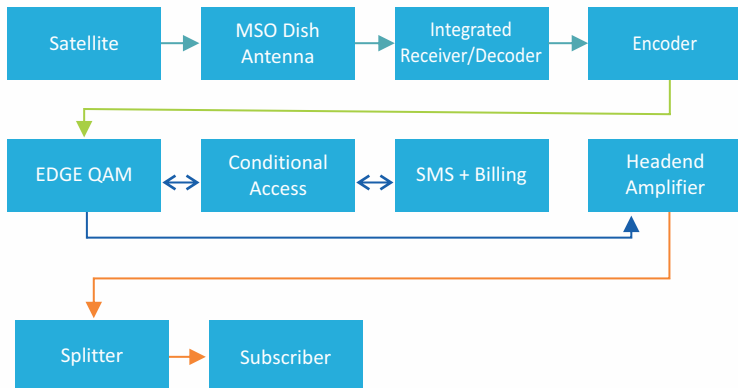 Satellite
MSO Dish
Antenna
Integrated
Receiver/Decoder
Encoder
EDGE QAM
Conditional
Access
SMS + Billing
Headend
Amplifier
Splitter
Subscriber